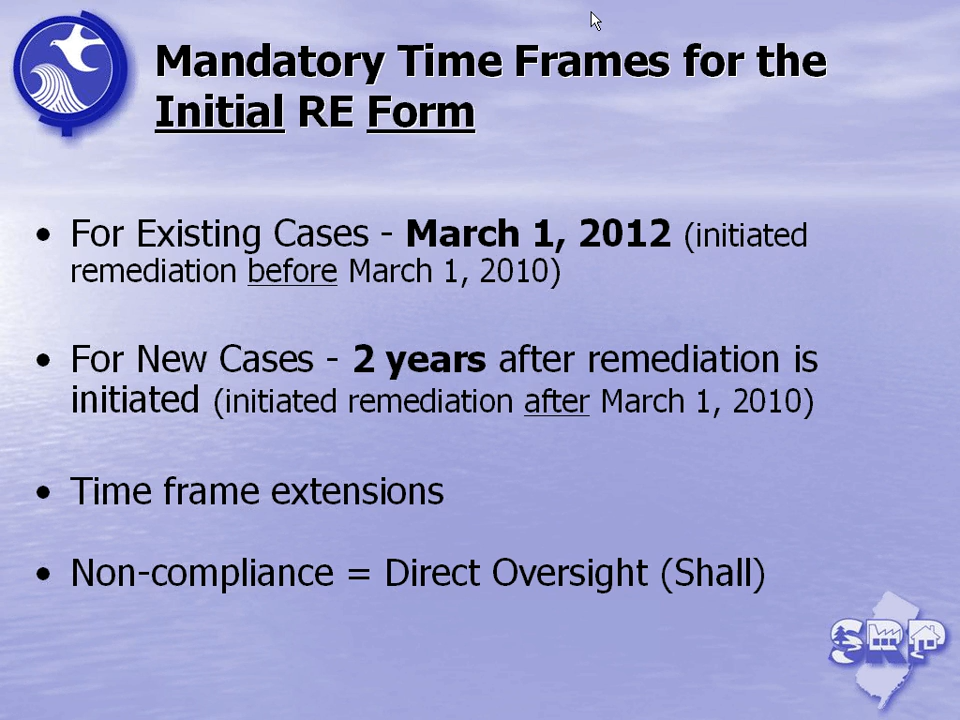 Mandatory Time Frames for the
Initial RE Form
• For Existing Cases - March 1, 2012 (initiated
remediation before March 1, 2010)
• For New Cases - 2 years after remediation is
initiated (initiated remediation after March 1, 2010)
• Time frame extensions
• Non-compliance = Direct Oversight (Shall)
SRP